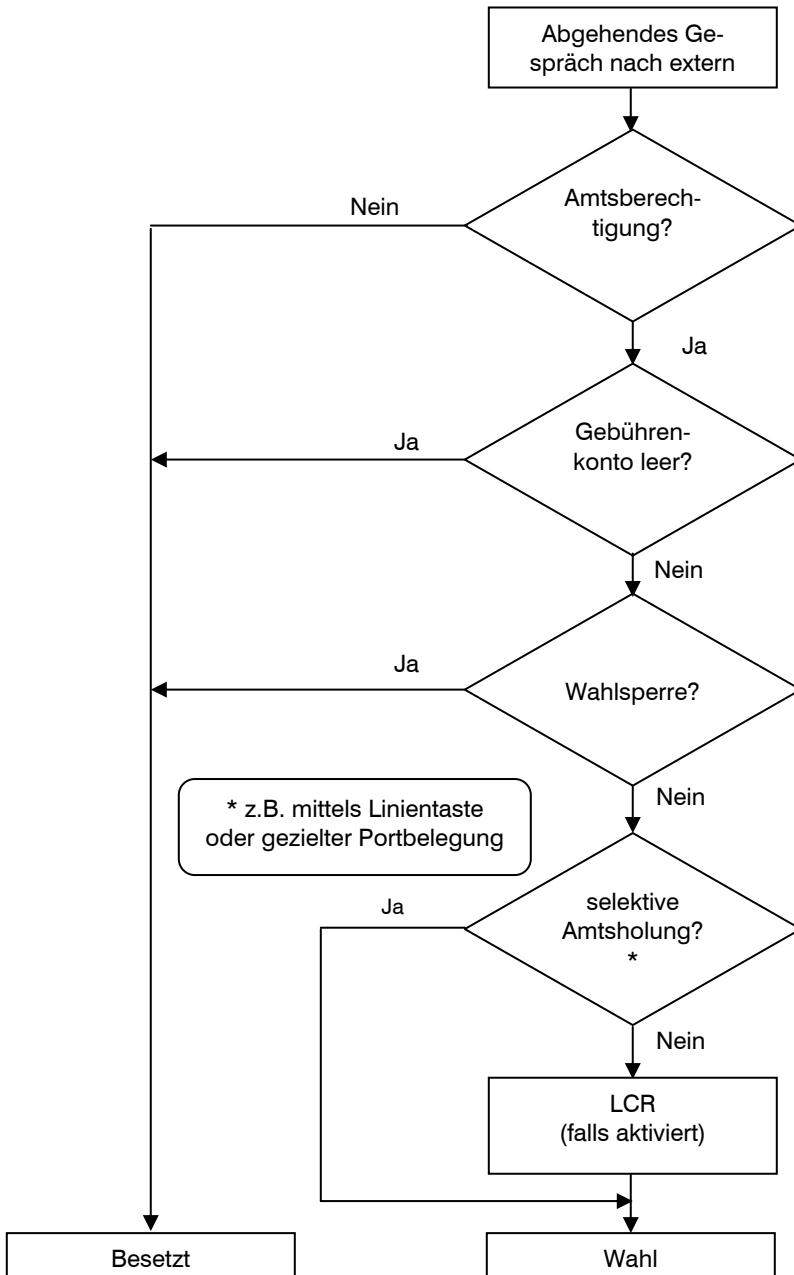 Abgehendes Ge-
spräch nach extern
Nein
Amtsberech-
tigung?
Ja
Ja
Gebühren-
konto leer?
Nein
Ja
Wahlsperre?
Nein
* z.B. mittels Linientaste
oder gezielter Portbelegung
Ja
selektive
Amtsholung?
*
Nein
LCR
(falls aktiviert)
Besetzt
Wahl